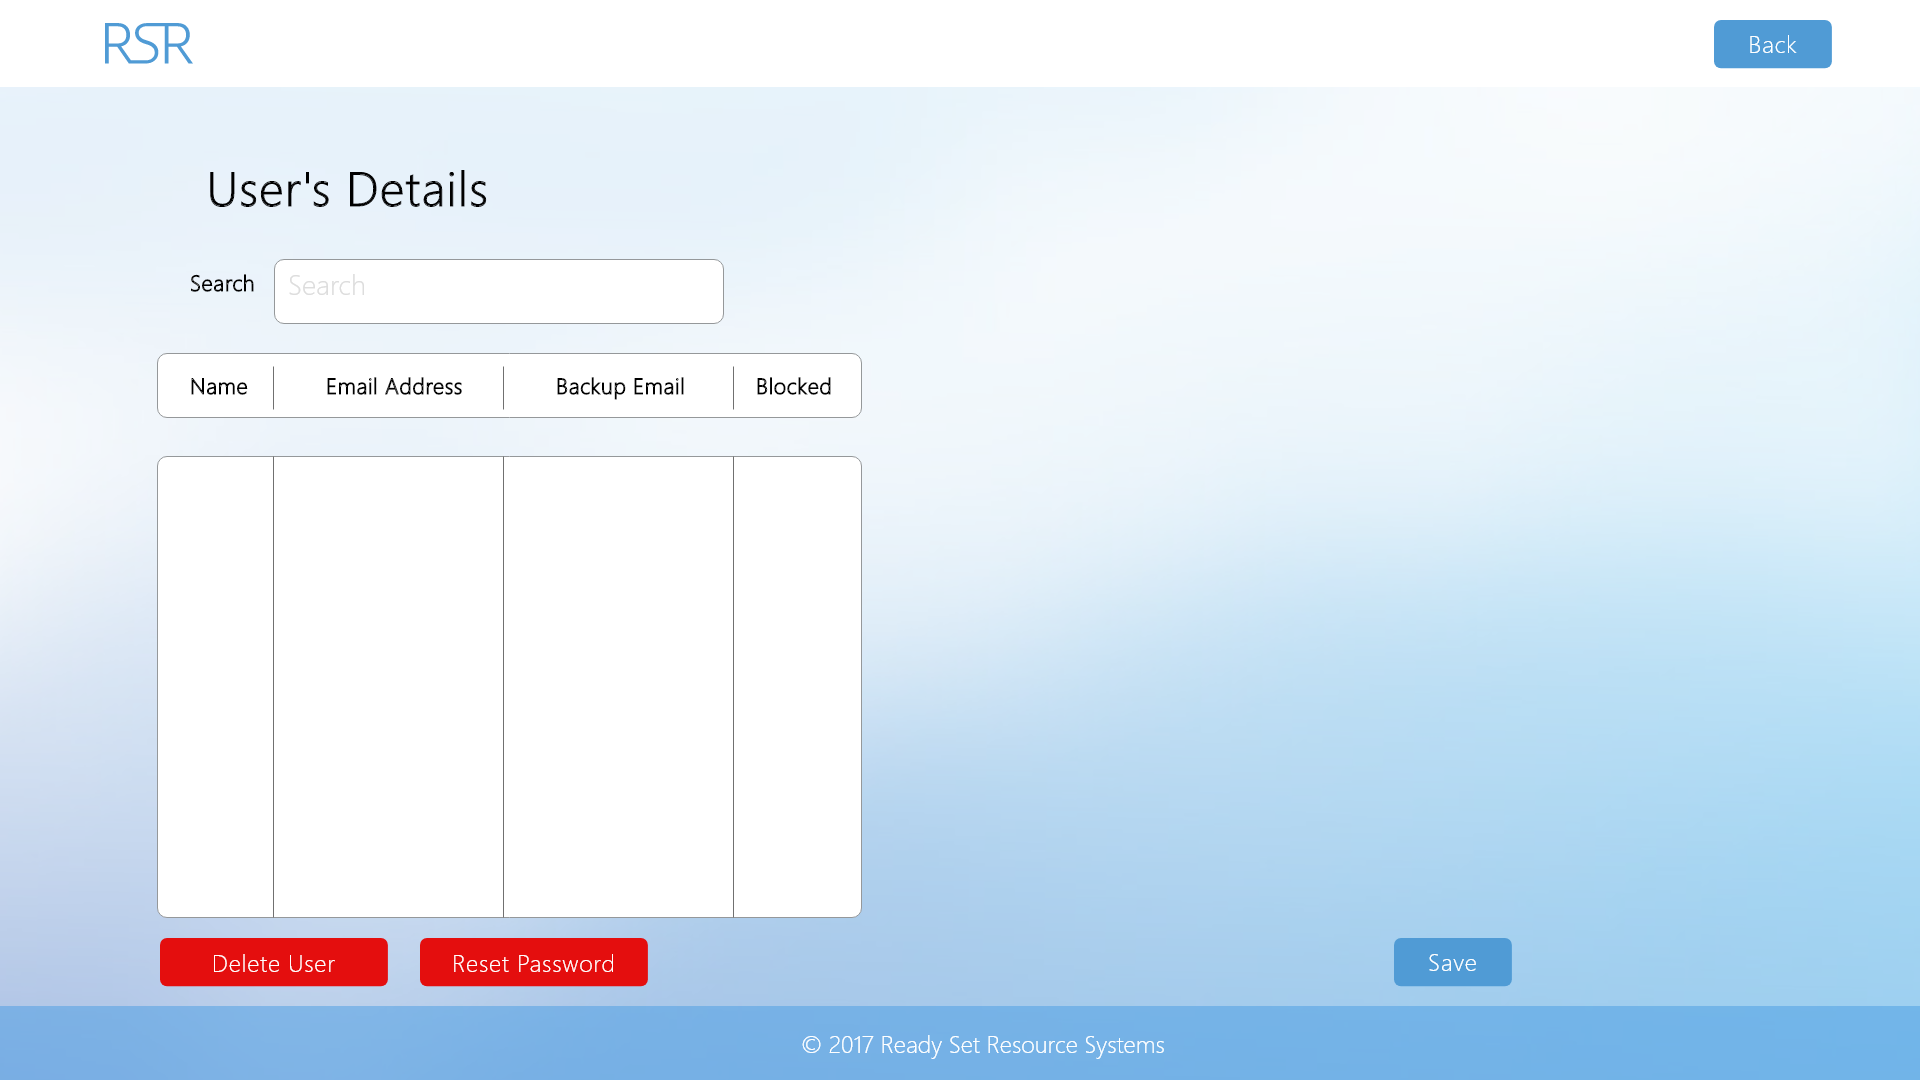 RSR
Back
User's Details
Search
Search
Name
Email Address
Backup Email
Blocked
Delete User
Reset Password
Save
© 2017 Ready Set Resource Systems